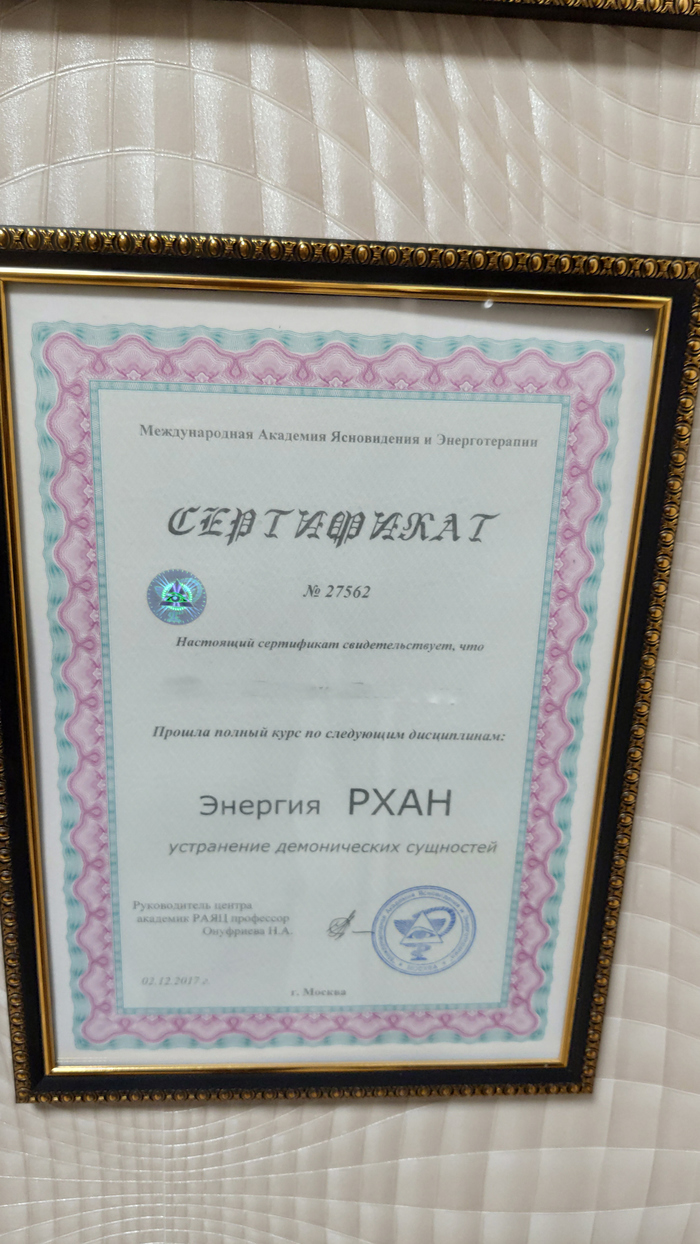 Международная Академия Ясновидения и Энерготерапии
СЕРТИФИКАТ
№ 27562
Настоящий сертификат свидетельствует, что
Прошла полный курс по следующим дисциплинам:
Энергия РХАН
устранение демонических сущностей
Руководитель центра
академик РАЯЦ профессор
Онуфриева Н.А.
02.12.2017 г.
г. Москва